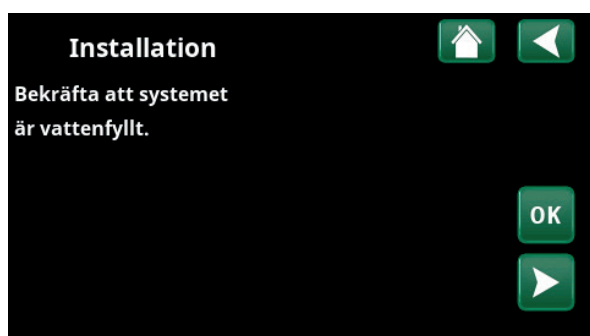 Installation
Bekräfta att systemet
är vattenfyllt.
OK